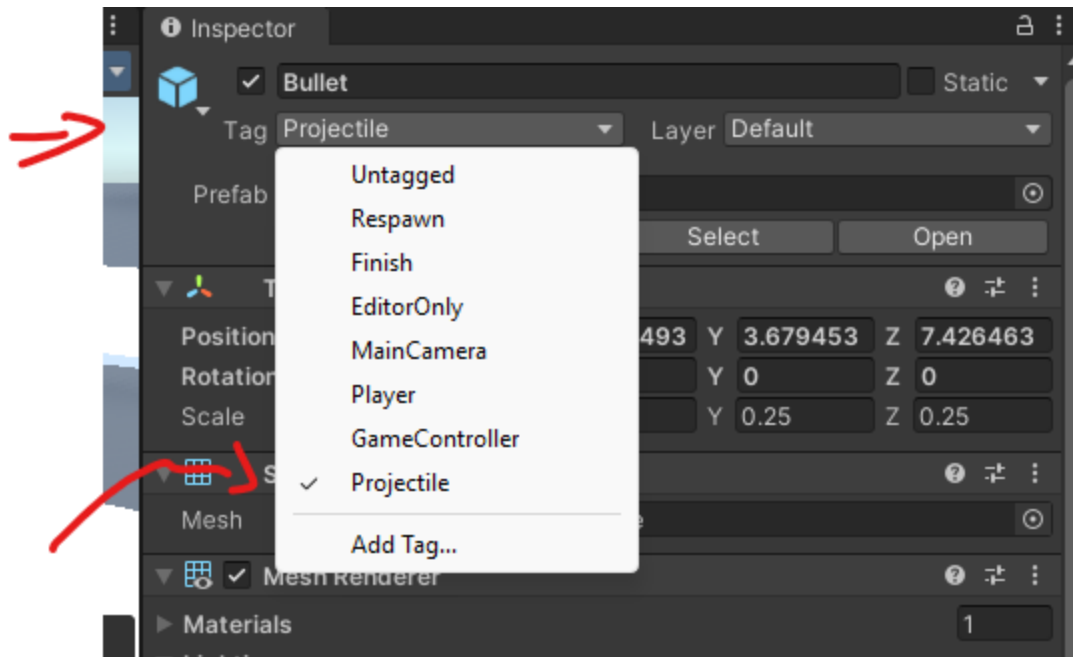 Inspector
Bullet
Static
Tag Projectile
Layer Default
Untagged
Respawn
Finish
EditorOnly
MainCamera
Player
GameController
Projectile
Add Tag...
Prefab
Select
Open
Position
493 Y 3.679453 Z 7.426463
Rotation
Y 0 Z 0
Scale
Y 0.25 Z 0.25
Mesh
Mesh Renderer
Materials
1